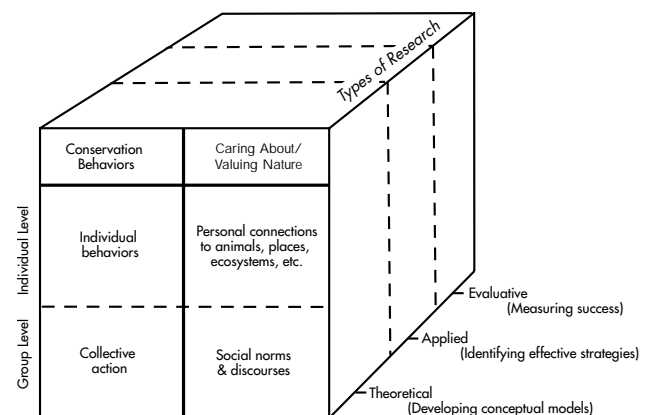 Types of Research
Conservation
Behaviors
Caring About/
Valuing Nature
Individual Level
Individual
behaviors
Personal connections
to animals, places,
ecosystems, etc.
Group Level
Collective
action
Social norms
& discourses
Evaluative
(Measuring success)
Applied
(Identifying effective strategies)
Theoretical
(Developing conceptual models)